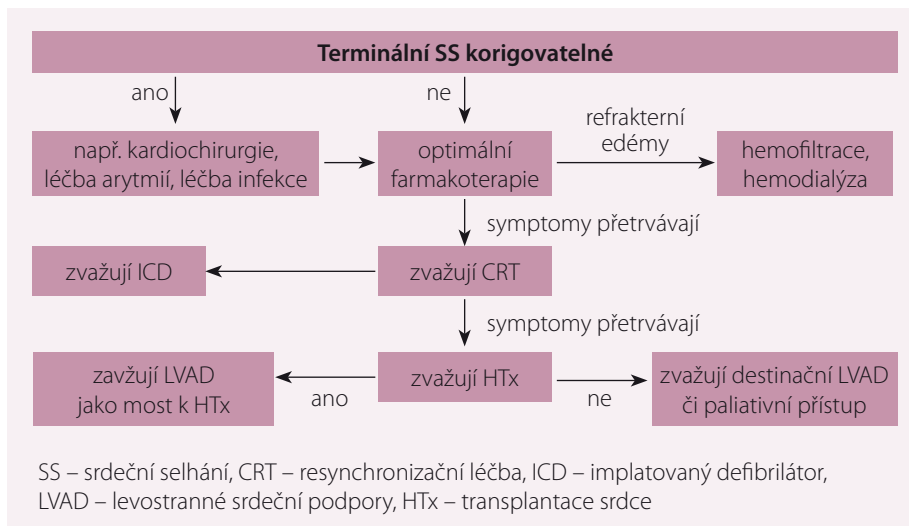 Terminální SS korigovatelné
ano
ne
např. kardiochirurgie,
léčba arytmií, léčba infekce
optimální
farmakoterapie
refrakterní
edémy
hemofiltrace,
hemodialýza
symptomy přetrvávají
zvažují ICD
zvažují CRT
symptomy přetrvávají
zavžují LVAD
jako most k HTx
ano
zvažují HTx
ne
zvažují destinační LVAD
či paliativní přístup
SS – srdeční selhání, CRT – resynchronizační léčba, ICD – implatovaný defibrilátor,
LVAD – levostranné srdeční podpory, HTx – transplantace srdce